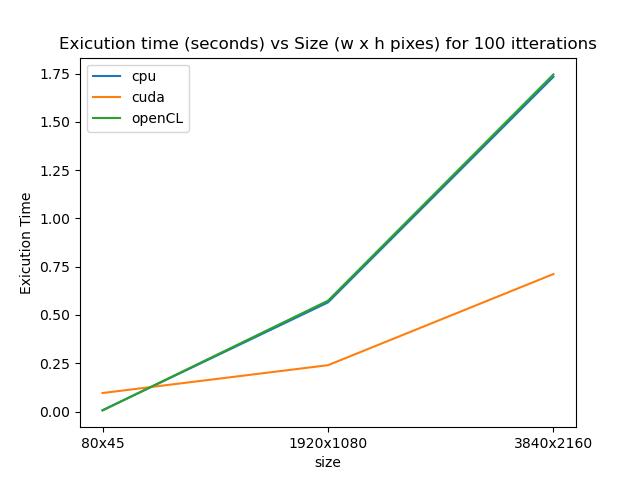 Exicution time (seconds) vs Size (w x h pixes) for 100 itterations
cpu
cuda
openCL
1.75
1.50
1.25
1.00
0.75
0.50
0.25
0.00
Exicution Time
80x45
1920x1080
3840x2160
size